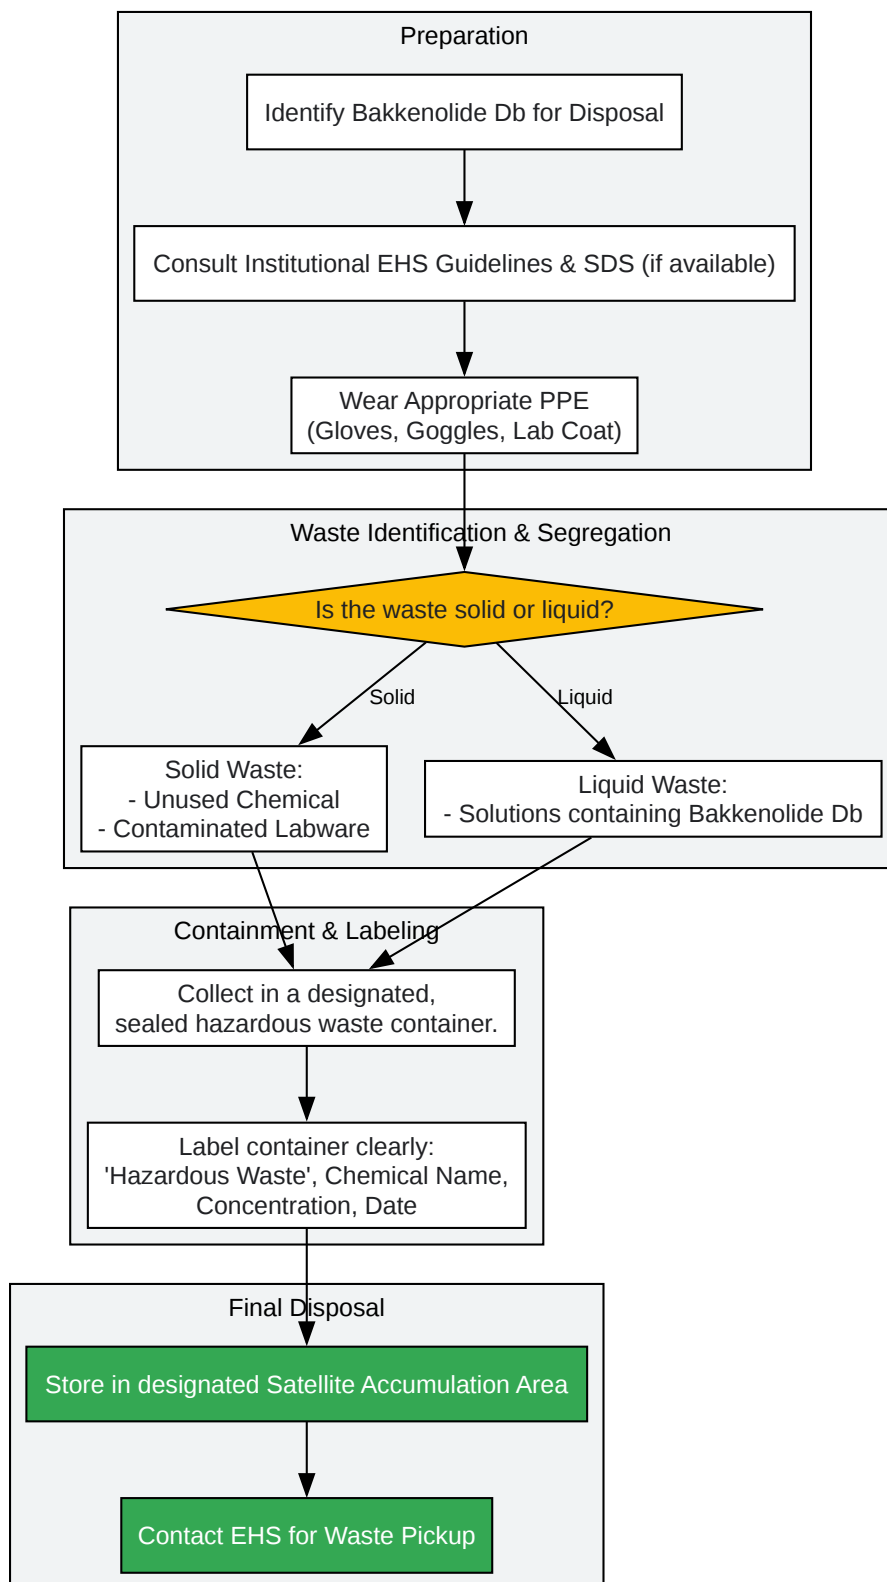 Preparation
Identify Bakkenolide Db for Disposal
Consult Institutional EHS Guidelines & SDS (if available)
Wear Appropriate PPE
(Gloves, Goggles, Lab Coat)
Waste Identification & Segregation
Is the waste solid or liquid?
Solid
Liquid
Solid Waste:
- Unused Chemical
- Contaminated Labware
Liquid Waste:
- Solutions containing Bakkenolide Db
Containment & Labeling
Collect in a designated,
sealed hazardous waste container.
Label container clearly:
'Hazardous Waste', Chemical Name,
Concentration, Date
Final Disposal
Store in designated Satellite Accumulation Area
Contact EHS for Waste Pickup